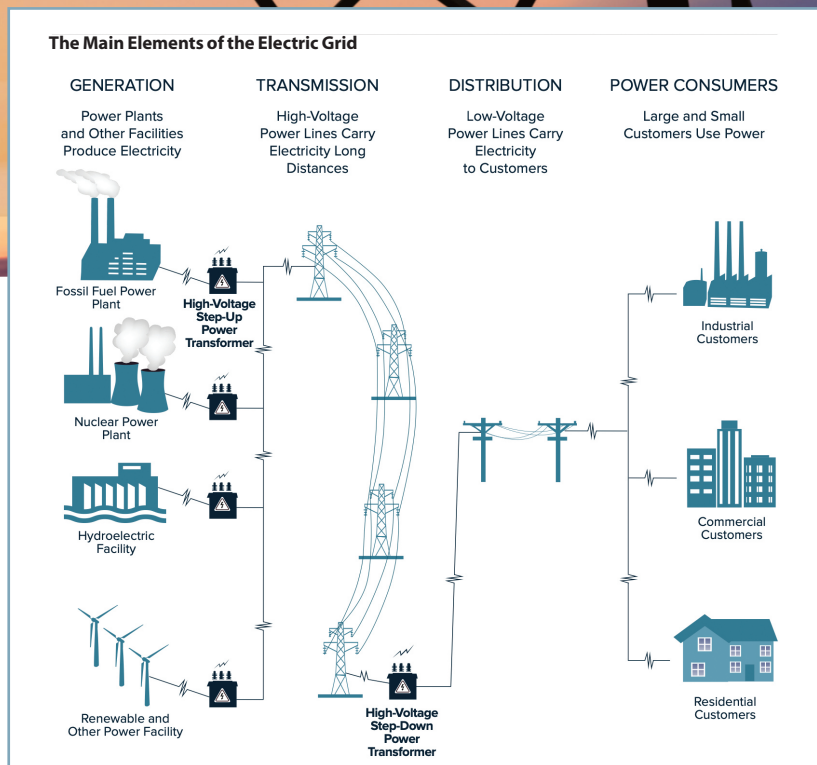 The Main Elements of the Electric Grid
GENERATION
Power Plants
and Other Facilities
Produce Electricity
TRANSMISSION
High-Voltage
Power Lines Carry
Electricity Long
Distances
DISTRIBUTION
Low-Voltage
Power Lines Carry
Electricity
to Customers
POWER CONSUMERS
Large and Small
Customers Use Power
Fossil Fuel Power
Plant
High-Voltage
Step-Up
Power
Transformer
Nuclear Power
Plant
Hydroelectric
Facility
Renewable and
Other Power Facility
High-Voltage
Step-Down
Power
Transformer
Industrial
Customers
Commercial
Customers
Residential
Customers